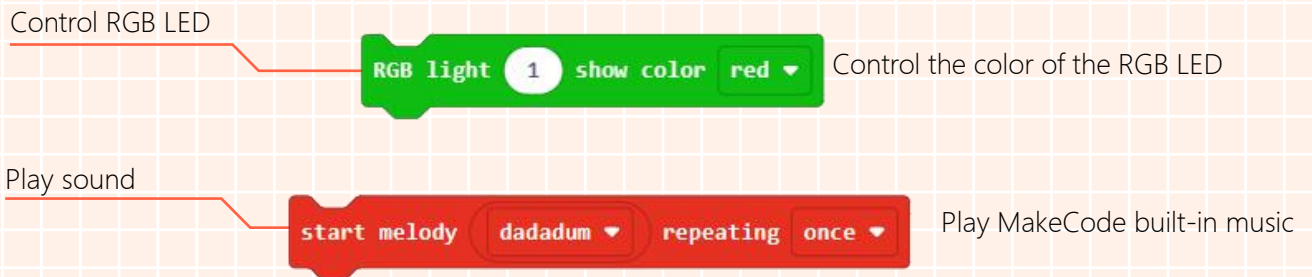 Control RGB LED
RGB light 1 show color red
Control the color of the RGB LED
Play sound
start melody dadadum repeating once
Play MakeCode built-in music